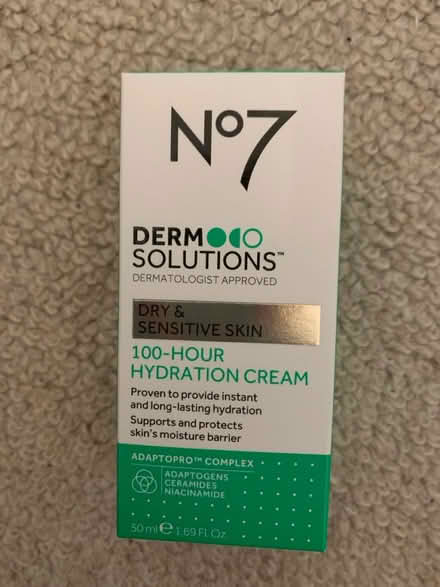 No7
DERM
SOLUTIONS™
DERMATOLOGIST APPROVED
DRY &
SENSITIVE SKIN
100-HOUR
HYDRATION CREAM
Proven to provide instant
and long-lasting hydration
Supports and protects
skin's moisture barrier
ADAPTOPRO™ COMPLEX
ADAPTOGENS
CERAMIDES
NIACINAMIDE
50 ml ℮ 1.69 Fl. Oz